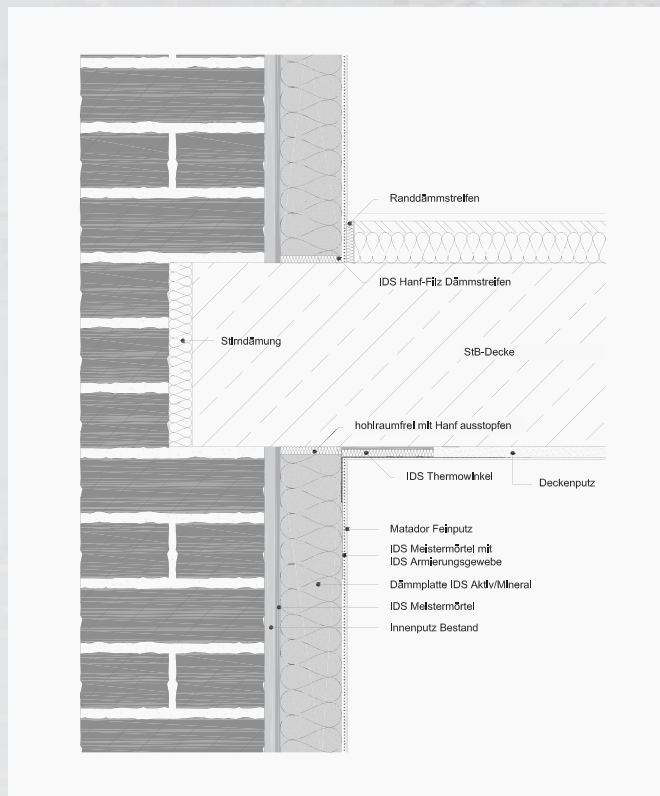 Randdämmstreifen
IDS Hanf-Filz Dämmstreifen
Stirndämung
StB-Decke
hohlraumfrei mit Hanf ausstopfen
IDS Thermowinkel
Deckenputz
Matador Feinputz
IDS Meistermörtel mit
IDS Armierungsgewebe
Dämmplatte IDS Aktiv/Mineral
IDS Meistermörtel
Innenputz Bestand